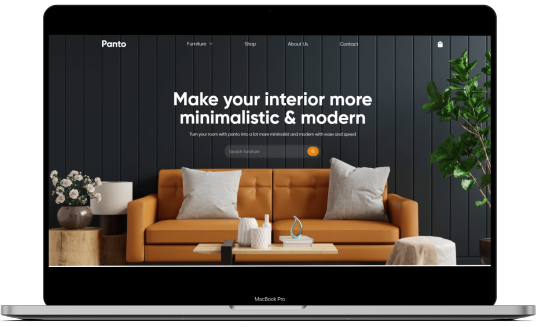 Panto
Furniture
Shop
About Us
Contact
Make your interior more
minimalistic & modern
Turn your room with panto into a lot more minimalist and modern with ease and speed
Search furniture
MacBook Pro